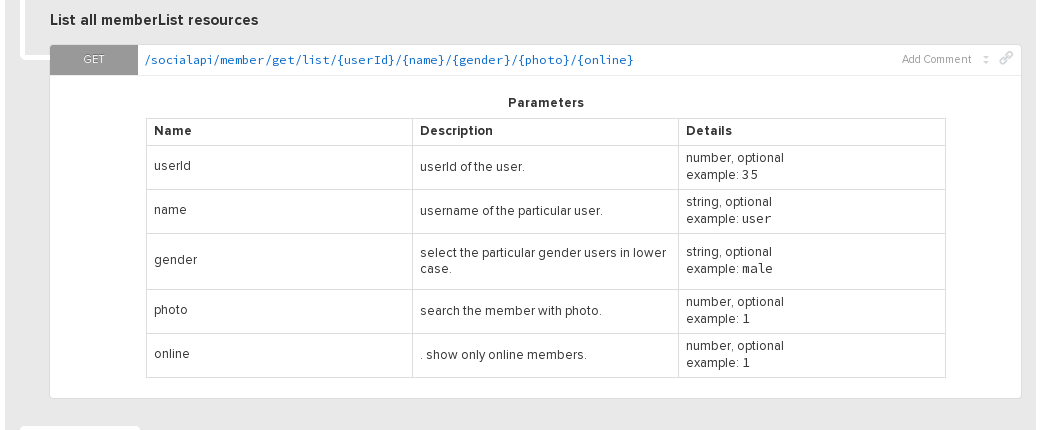 List all memberList resources
GET /socialapi/member/get/list/{userId}/{name}/{gender}/{photo}/{online} Add Comment
Parameters
Name Description Details
userId userId of the user. number, optional
example: 35
name username of the particular user. string, optional
example: user
gender select the particular gender users in lower case. string, optional
example: male
photo search the member with photo. number, optional
example: 1
online . show only online members. number, optional
example: 1